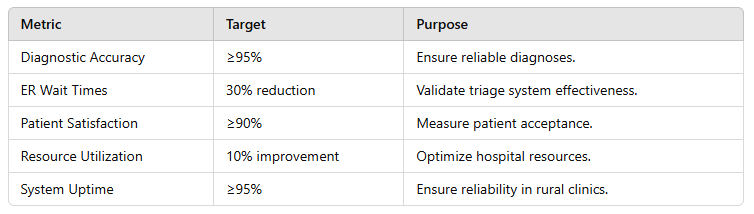 Metric Target Purpose
Diagnostic Accuracy ≥95% Ensure reliable diagnoses.
ER Wait Times 30% reduction Validate triage system effectiveness.
Patient Satisfaction ≥90% Measure patient acceptance.
Resource Utilization 10% improvement Optimize hospital resources.
System Uptime ≥95% Ensure reliability in rural clinics.